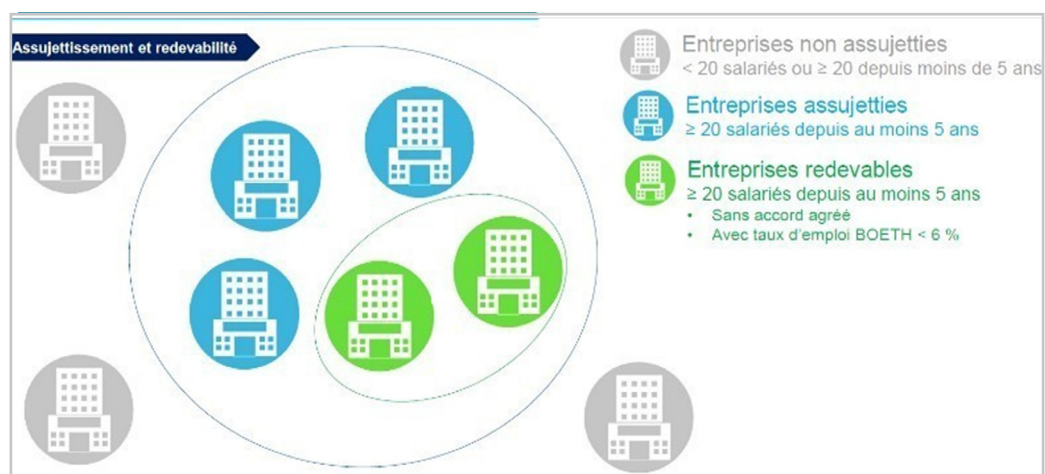 Assujettissement et redevabilité
Entreprises non assujetties
< 20 salariés ou ≥ 20 depuis moins de 5 ans
Entreprises assujetties
≥ 20 salariés depuis au moins 5 ans
Entreprises redevables
≥ 20 salariés depuis au moins 5 ans
• Sans accord agréé
• Avec taux d'emploi BOETH < 6 %